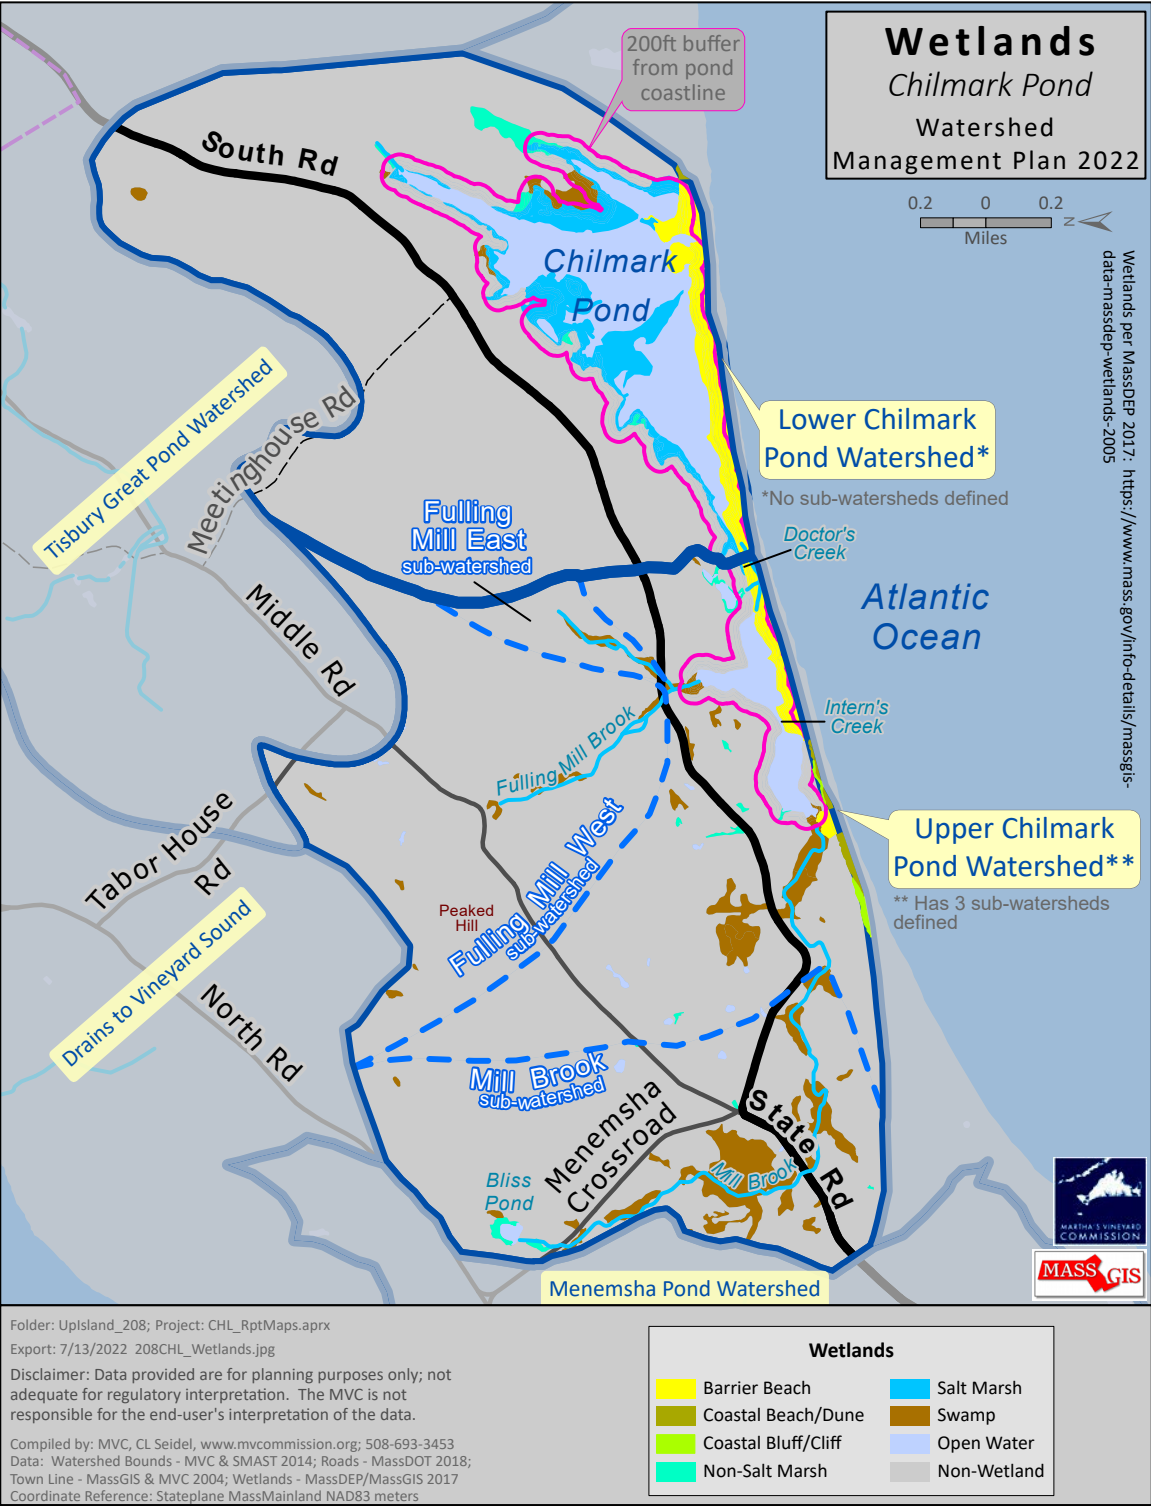 Wetlands
Chilmark Pond
Watershed
Management Plan 2022
0.2 0 0.2
Miles
N
200ft buffer
from pond
coastline
South Rd
Chilmark
Pond
Wetlands per MassDEP 2017: https://www.mass.gov/info-details/massgis-
data-massdep-wetlands-2005
Tisbury Great Pond Watershed
Meetinghouse Rd
Lower Chilmark
Pond Watershed*
*No sub-watersheds defined
Fulling
Mill East
sub-watershed
Doctor's
Creek
Atlantic
Ocean
Middle Rd
Intern's
Creek
Fulling Mill Brook
Tabor House
Rd
Fulling Mill West
sub-watershed
Upper Chilmark
Pond Watershed**
** Has 3 sub-watersheds
defined
Peaked
Hill
Drains to Vineyard Sound
North Rd
Mill Brook
sub-watershed
Menemsha
Crossroad
State Rd
Mill Brook
Bliss
Pond
MARTHA'S VINEYARD
COMMISSION
MASS GIS
Menemsha Pond Watershed
Folder: UpIsland_208; Project: CHL_RptMaps.aprx
Export: 7/13/2022 208CHL_Wetlands.jpg
Disclaimer: Data provided are for planning purposes only; not
adequate for regulatory interpretation. The MVC is not
responsible for the end-user's interpretation of the data.
Compiled by: MVC, CL Seidel, www.mvcommission.org; 508-693-3453
Data: Watershed Bounds - MVC & SMAST 2014; Roads - MassDOT 2018;
Town Line - MassGIS & MVC 2004; Wetlands - MassDEP/MassGIS 2017
Coordinate Reference: Stateplane MassMainland NAD83 meters
Wetlands
Barrier Beach
Coastal Beach/Dune
Coastal Bluff/Cliff
Non-Salt Marsh
Salt Marsh
Swamp
Open Water
Non-Wetland